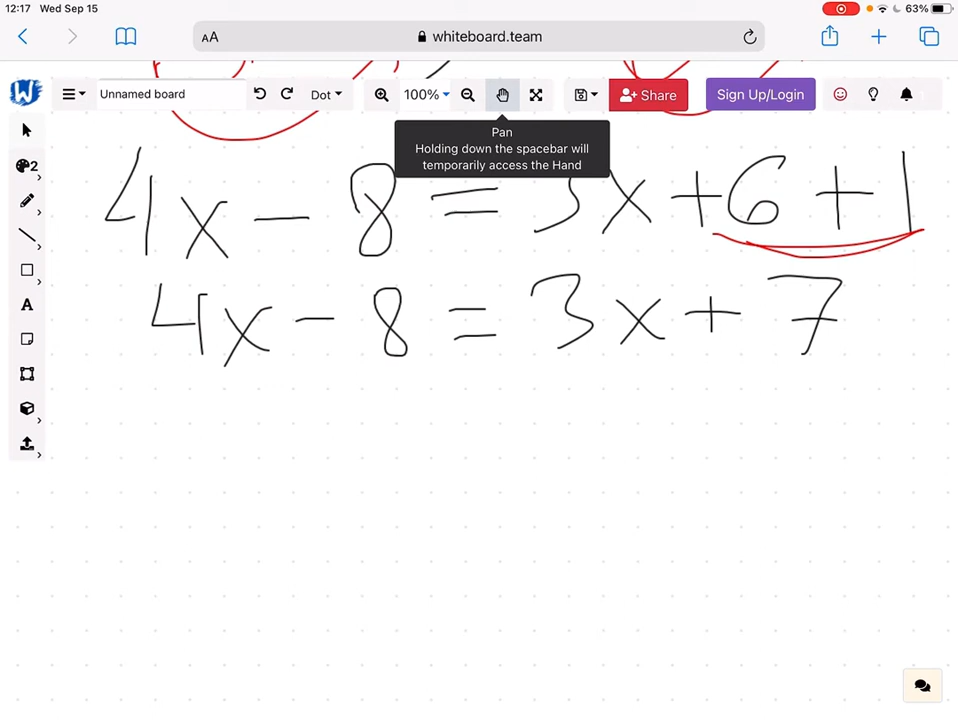 12:17 Wed Sep 15 63%
AA whiteboard.team
Unnamed board Dot 100% Share Sign Up/Login
Pan
Holding down the spacebar will
temporarily access the Hand
2
4x - 8 = 3x + 6 + 1
A
4x - 8 = 3x + 7